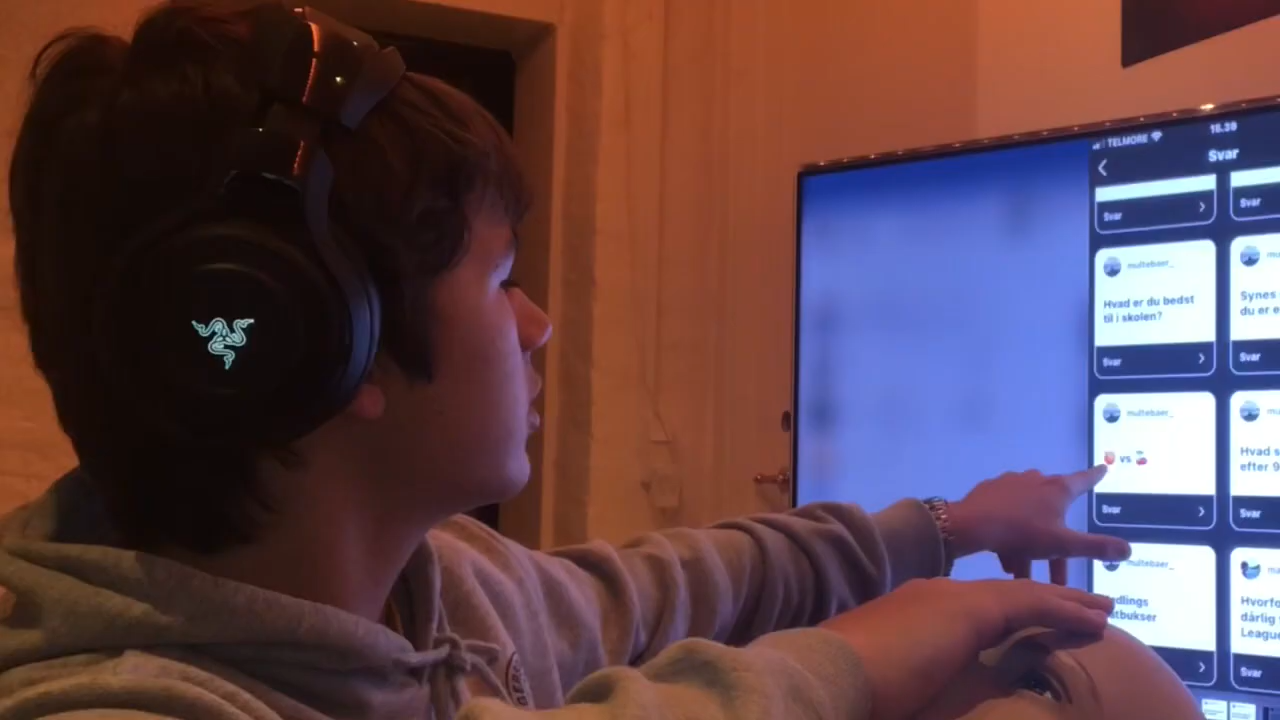 TELMORE
15.39
Svar
Svar
Svar
multebaer_
Hvad er du bedst
til i skolen?
Svar
Synes
du er
Svar
multebaer_
vs
Svar
Hvad
efter 9
Svar
multebaer_
Hvorfo
dårlig
League
Svar